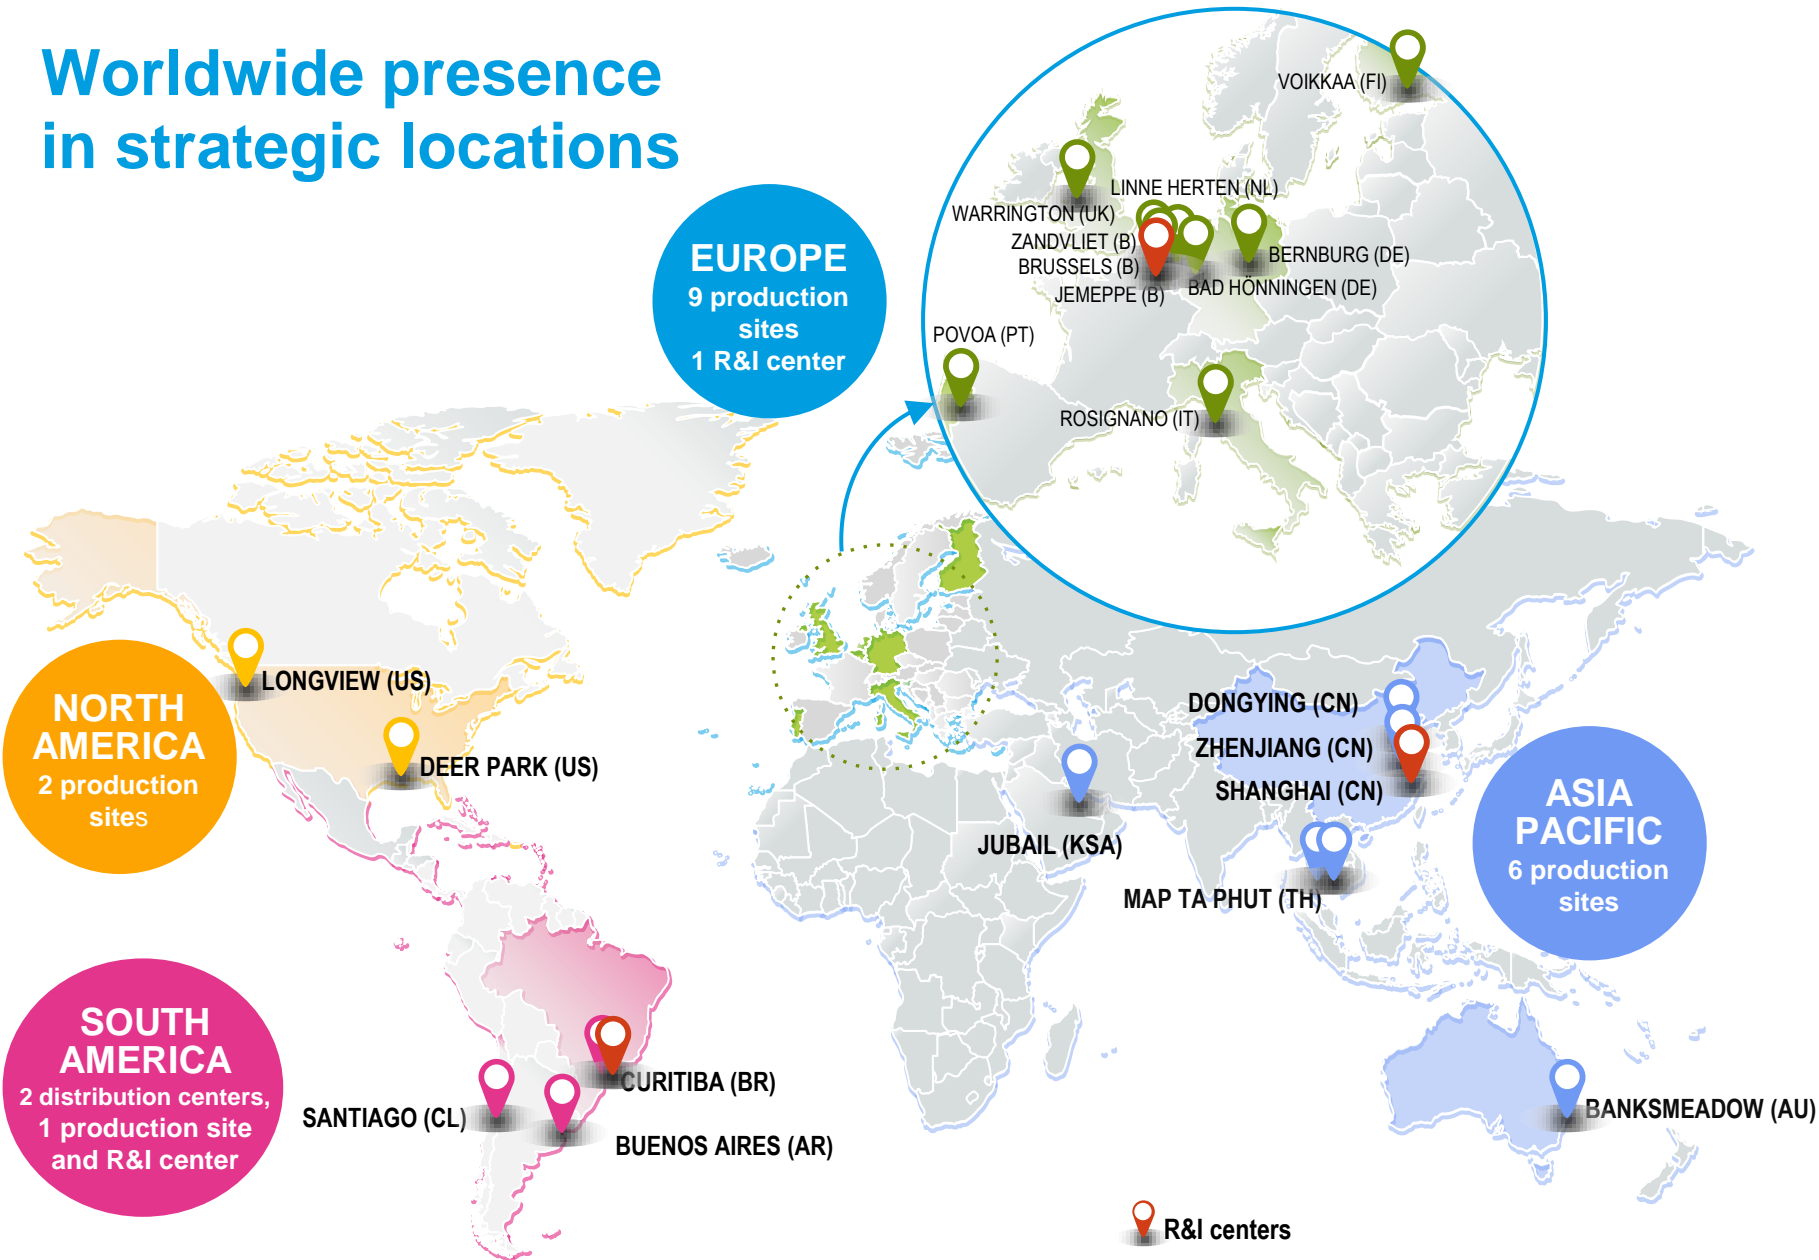 Worldwide presence
in strategic locations
VOIKKAA (FI)
LINNE HERTEN (NL)
WARRINGTON (UK)
ZANDVLIET (B)
BRUSSELS (B)
JEMEPPE (B)
BERNBURG (DE)
BAD HÖNNINGEN (DE)
POVOA (PT)
ROSIGNANO (IT)
EUROPE
9 production
sites
1 R&I center
NORTH
AMERICA
2 production
sites
LONGVIEW (US)
DEER PARK (US)
DONGYING (CN)
ZHENJIANG (CN)
SHANGHAI (CN)
JUBAIL (KSA)
MAP TA PHUT (TH)
ASIA
PACIFIC
6 production
sites
SOUTH
AMERICA
2 distribution centers,
1 production site
and R&I center
CURITIBA (BR)
SANTIAGO (CL)
BUENOS AIRES (AR)
BANKSMEADOW (AU)
R&I centers